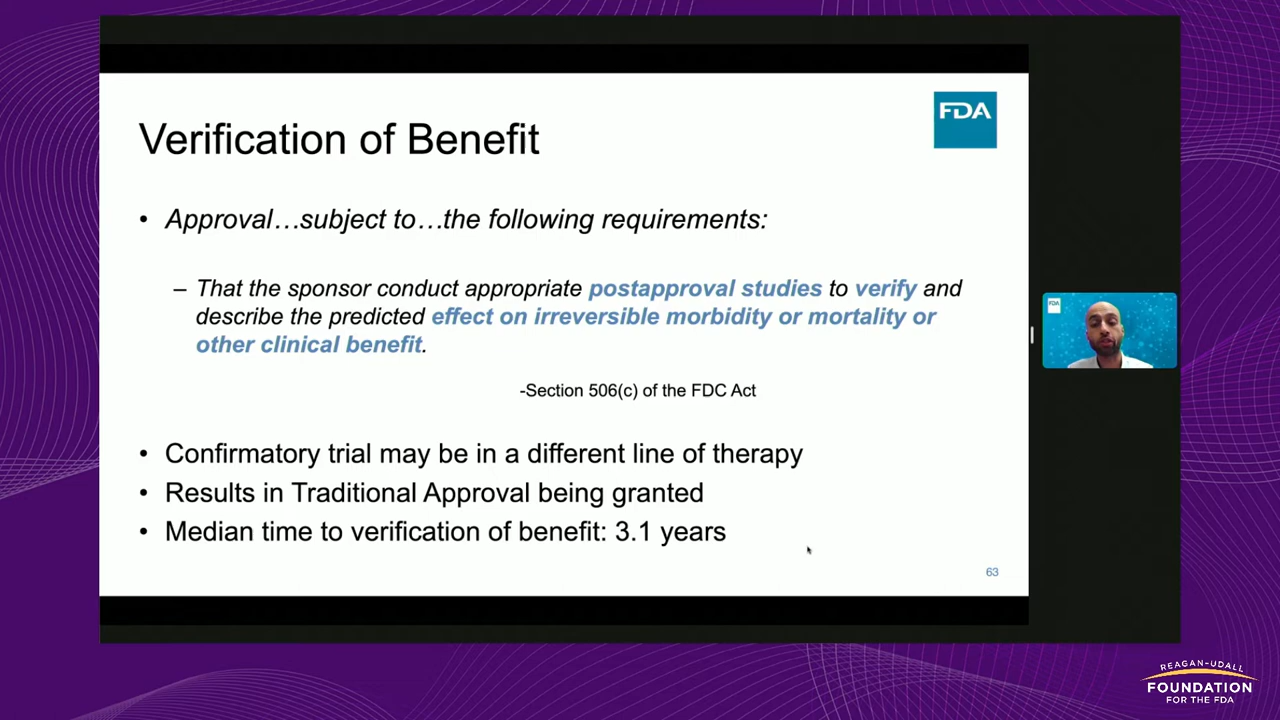 FDA
Verification of Benefit
• Approval…subject to…the following requirements:
– That the sponsor conduct appropriate postapproval studies to verify and
describe the predicted effect on irreversible morbidity or mortality or
other clinical benefit.
-Section 506(c) of the FDC Act
• Confirmatory trial may be in a different line of therapy
• Results in Traditional Approval being granted
• Median time to verification of benefit: 3.1 years
63
FDA
REAGAN-UDALL
FOUNDATION
FOR THE FDA